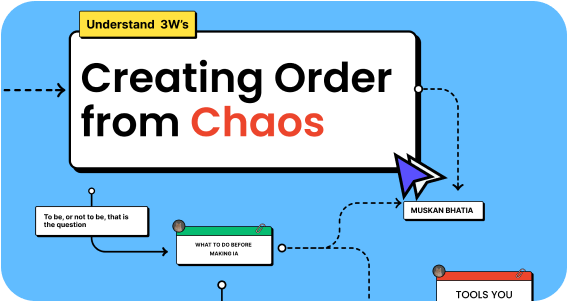 Understand 3W's
Creating Order
from Chaos
MUSKAN BHATIA
To be, or not to be, that is
the question
WHAT TO DO BEFORE
MAKING IA
TOOLS YOU